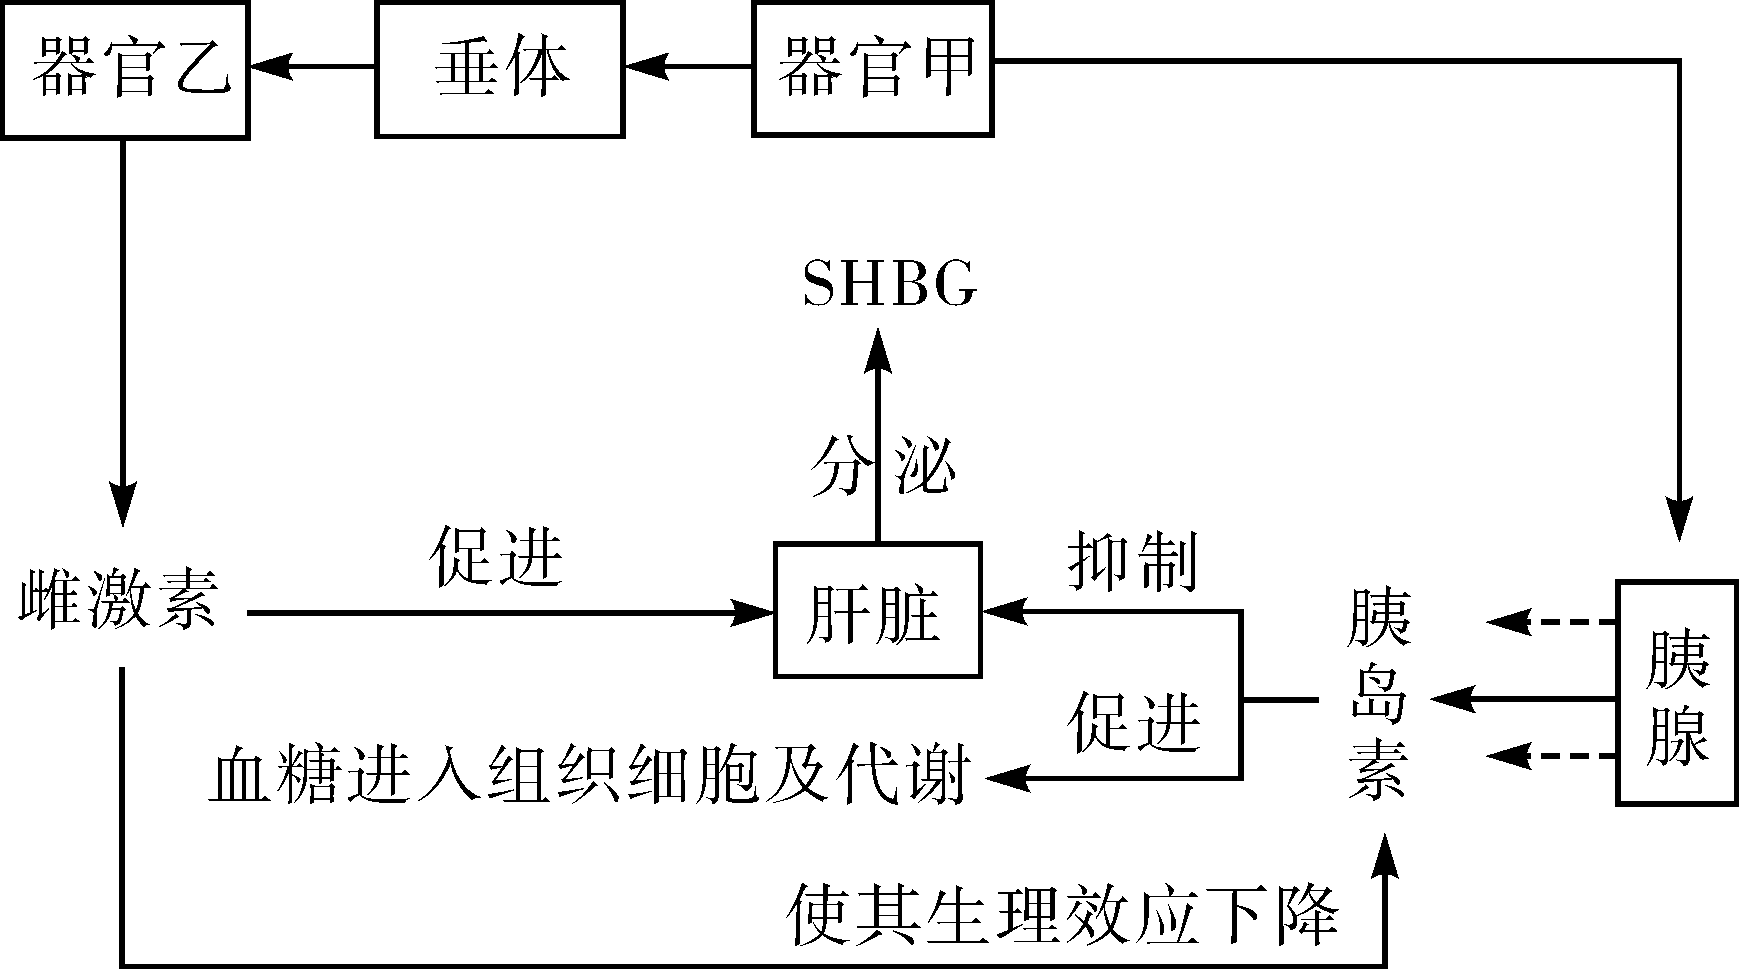 器官乙
垂体
器官甲
SHBG
分泌
促进
抑制
雌激素
肝脏
胰岛素
胰腺
促进
血糖进入组织细胞及代谢
使其生理效应下降